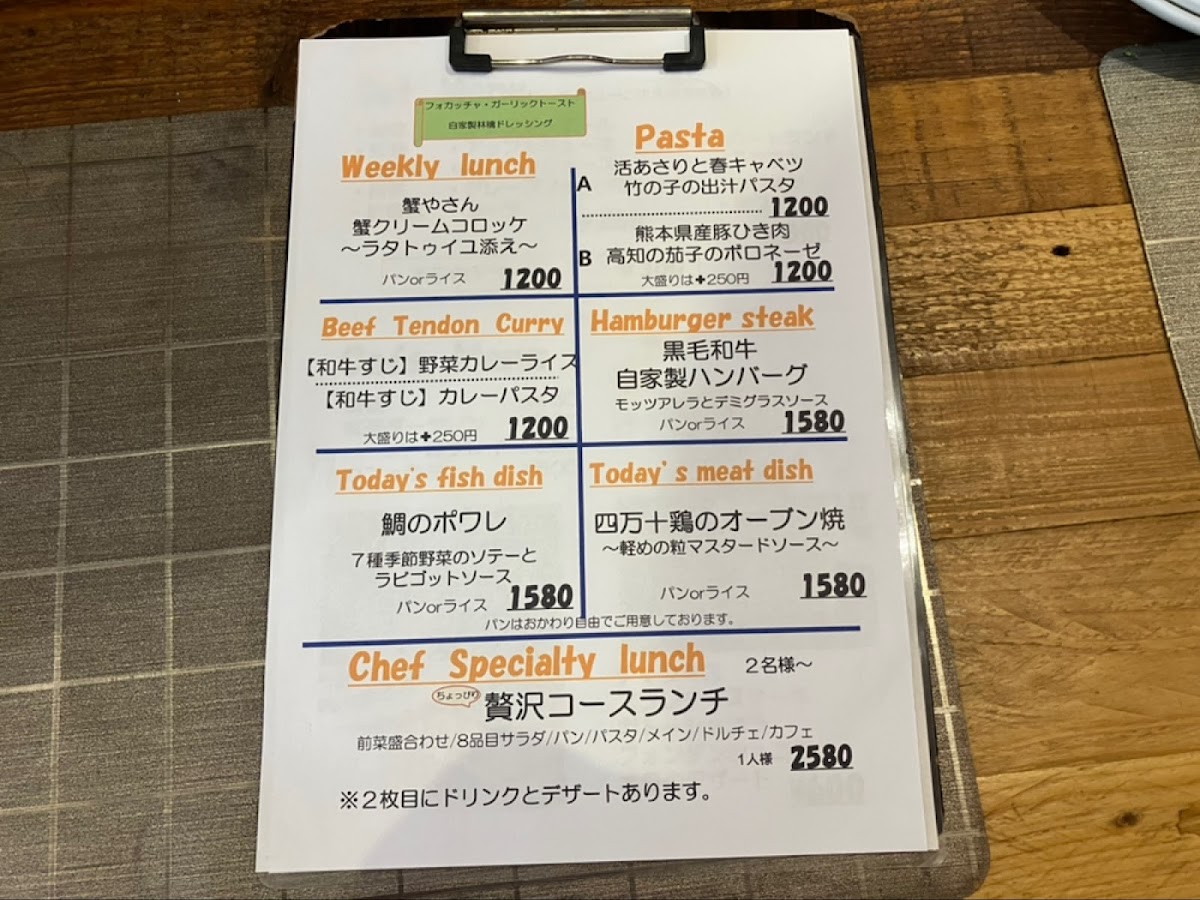 フォカッチャ・ガーリックトースト
自家製林檎ドレッシング
Weekly lunch
蟹やさん
蟹クリームコロッケ
～ラタトゥイユ添え～
パンorライス 1200
Pasta
A 活あさりと春キャベツ
竹の子の出汁パスタ
1200
熊本県産豚ひき肉
B 高知の茄子のボロネーゼ
大盛りは+250円 1200
Beef Tendon Curry
【和牛すじ】野菜カレーライス
【和牛すじ】カレーパスタ
大盛りは+250円 1200
Hamburger steak
黒毛和牛
自家製ハンバーグ
モッツアレラとデミグラスソース
パンorライス 1580
Today's fish dish
鯛のポワレ
７種季節野菜のソテーと
ラビゴットソース
パンorライス 1580
Today's meat dish
四万十鶏のオーブン焼
～軽めの粒マスタードソース～
パンorライス 1580
パンはおかわり自由でご用意しております。
Chef Specialty lunch ２名様～
ちょっぴり
贅沢コースランチ
前菜盛合わせ/8品目サラダ/パン/パスタ/メイン/ドルチェ/カフェ
1人様 2580
※２枚目にドリンクとデザートあります。